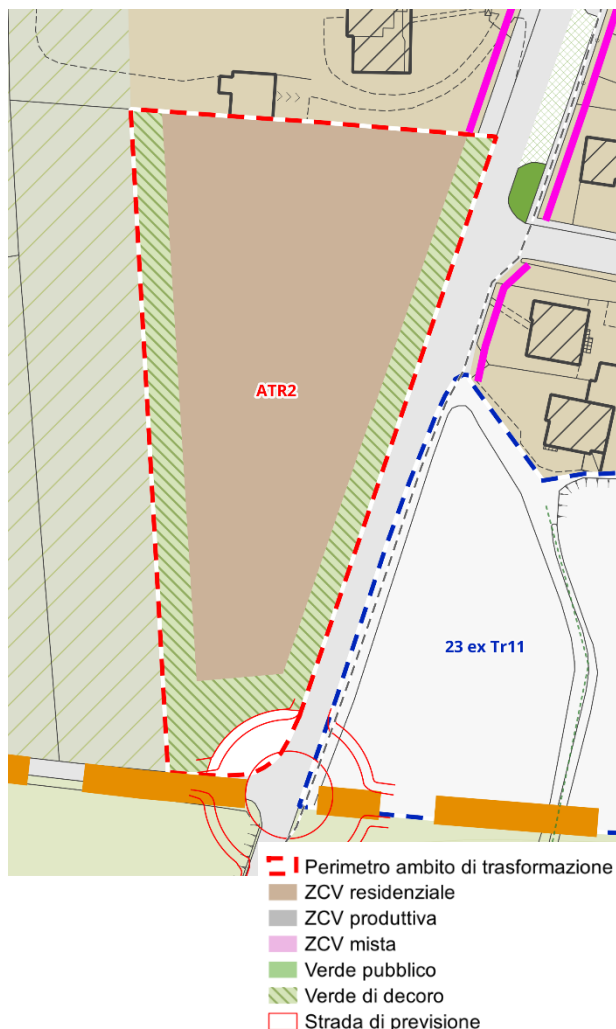 ATR2
23 ex Tr11
Perimetro ambito di trasformazione
ZCV residenziale
ZCV produttiva
ZCV mista
Verde pubblico
Verde di decoro
Strada di previsione